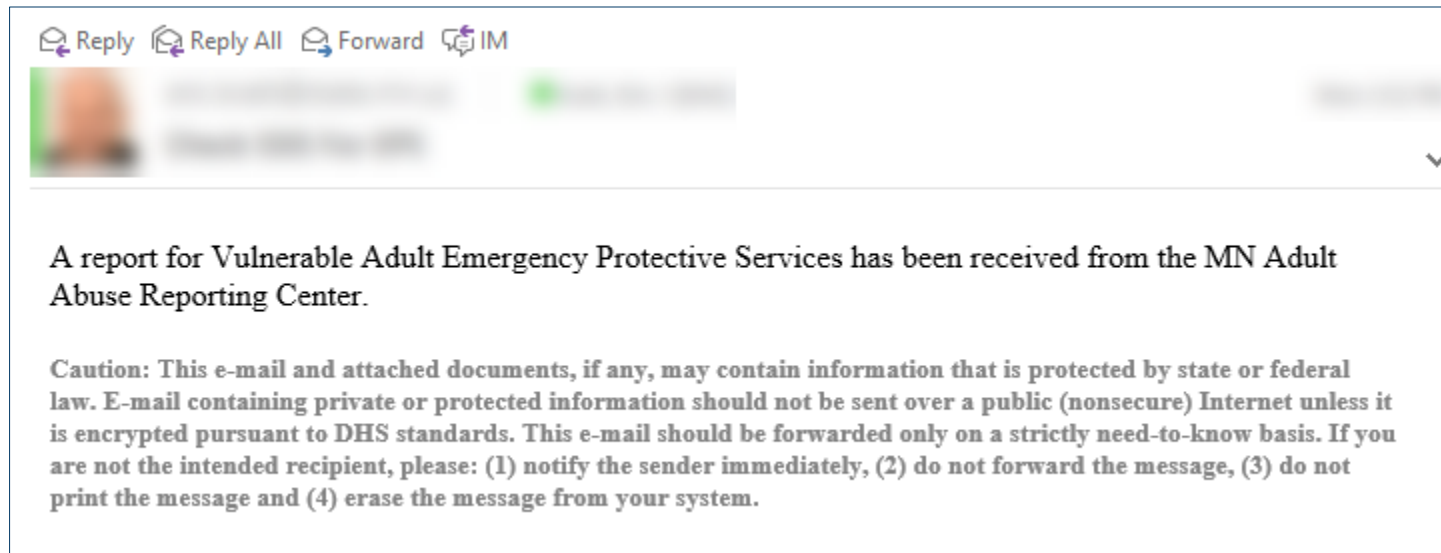 Reply Reply All Forward IM
A report for Vulnerable Adult Emergency Protective Services has been received from the MN Adult
Abuse Reporting Center.
Caution: This e-mail and attached documents, if any, may contain information that is protected by state or federal
law. E-mail containing private or protected information should not be sent over a public (nonsecure) Internet unless it
is encrypted pursuant to DHS standards. This e-mail should be forwarded only on a strictly need-to-know basis. If you
are not the intended recipient, please: (1) notify the sender immediately, (2) do not forward the message, (3) do not
print the message and (4) erase the message from your system.